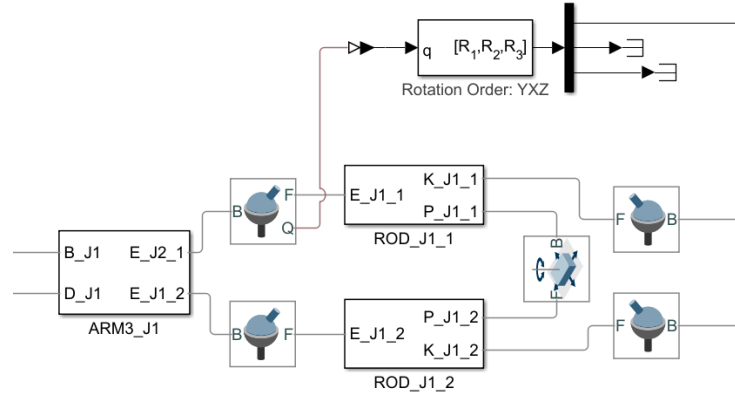 q [R1,R2,R3]
Rotation Order: YXZ
B F Q
E_J1_1 K_J1_1
P_J1_1
ROD_J1_1
F B
B_J1 E_J2_1
D_J1 E_J1_2
ARM3_J1
B
F
B F
E_J1_2 P_J1_2
K_J1_2
ROD_J1_2
F B